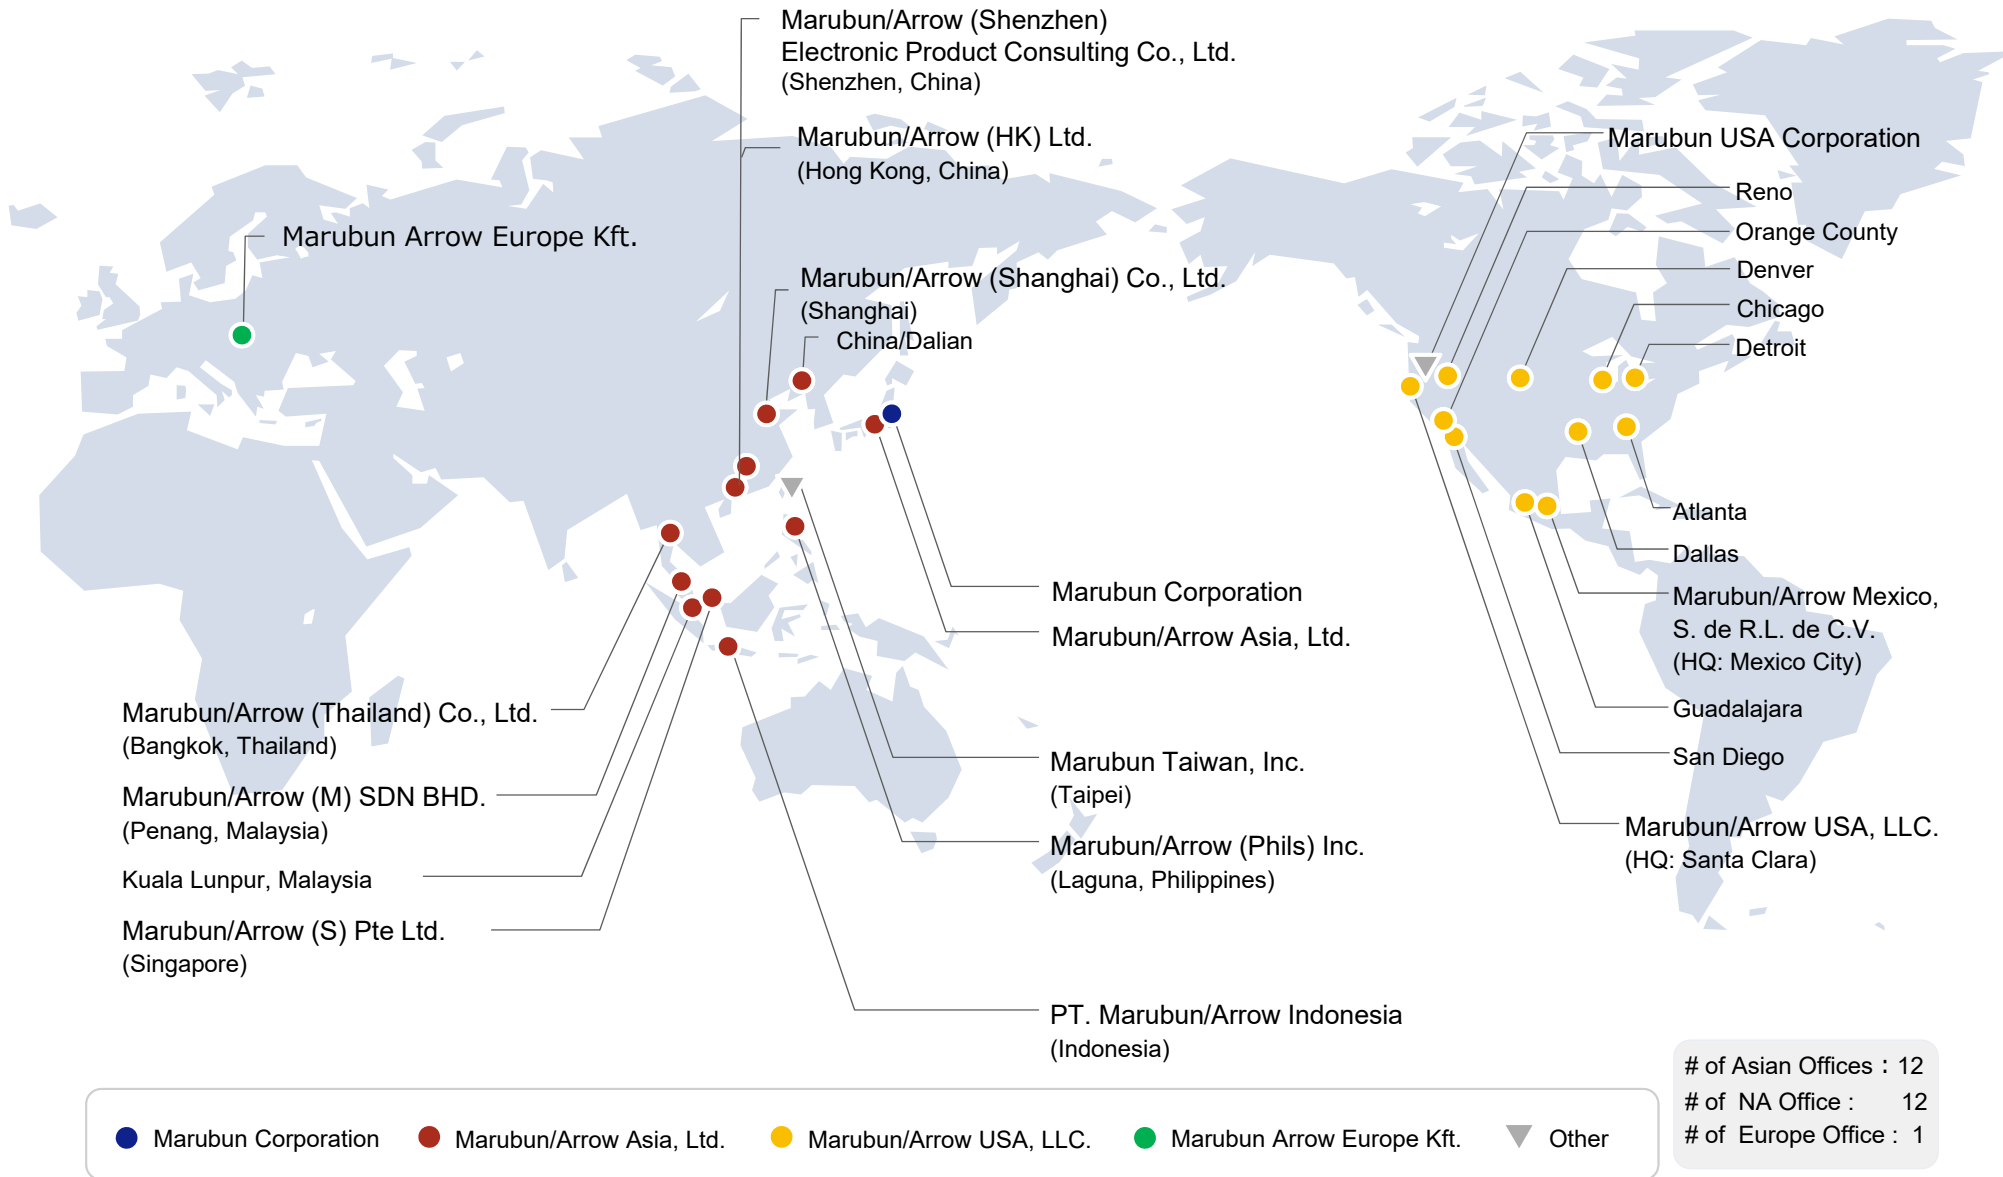 Marubun/Arrow (Shenzhen)
Electronic Product Consulting Co., Ltd.
(Shenzhen, China)
Marubun/Arrow (HK) Ltd.
(Hong Kong, China)
Marubun Arrow Europe Kft.
Marubun/Arrow (Shanghai) Co., Ltd.
(Shanghai)
China/Dalian
Marubun USA Corporation
Reno
Orange County
Denver
Chicago
Detroit
Atlanta
Dallas
Marubun/Arrow Mexico,
S. de R.L. de C.V.
(HQ: Mexico City)
Guadalajara
San Diego
Marubun/Arrow USA, LLC.
(HQ: Santa Clara)
Marubun Corporation
Marubun/Arrow Asia, Ltd.
Marubun Taiwan, Inc.
(Taipei)
Marubun/Arrow (Phils) Inc.
(Laguna, Philippines)
PT. Marubun/Arrow Indonesia
(Indonesia)
Marubun/Arrow (Thailand) Co., Ltd.
(Bangkok, Thailand)
Marubun/Arrow (M) SDN BHD.
(Penang, Malaysia)
Kuala Lunpur, Malaysia
Marubun/Arrow (S) Pte Ltd.
(Singapore)
# of Asian Offices : 12
# of NA Office : 12
# of Europe Office : 1
Marubun Corporation
Marubun/Arrow Asia, Ltd.
Marubun/Arrow USA, LLC.
Marubun Arrow Europe Kft.
Other